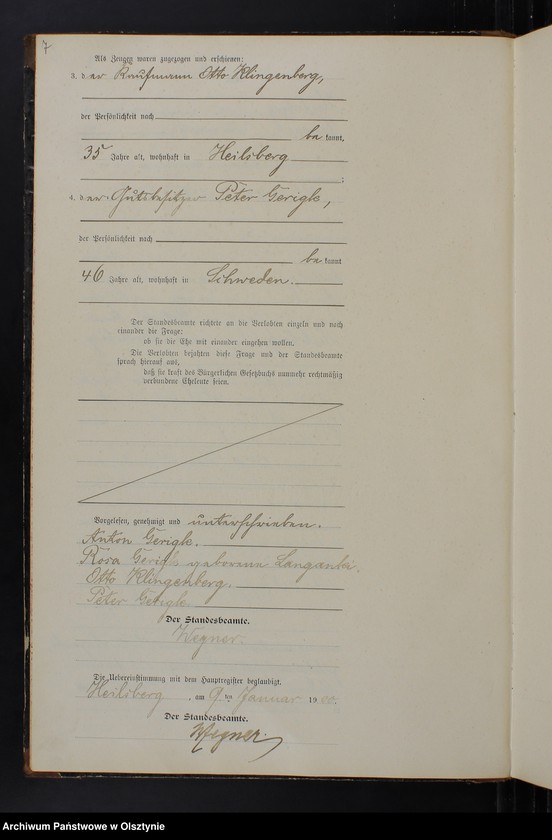 7
Als Zeugen waren zugezogen und erschienen:
3. der Kaufmann Otto Klingenberg,
der Persönlichkeit nach
be kannt,
35 Jahre alt, wohnhaft in Heilsberg
;
4. der Gutsbesitzer Peter Gerigk,
der Persönlichkeit nach
be kannt
46 Jahre alt, wohnhaft in Schweden.
Der Standesbeamte richtete an die Verlobten einzeln und nach
einander die Frage:
ob sie die Ehe mit einander eingehen wollen.
Die Verlobten bejahten diese Frage und der Standesbeamte
sprach hierauf aus,
daß sie kraft des Bürgerlichen Gesetzbuchs nunmehr rechtmäßig
verbundene Eheleute seien.
Vorgelesen, genehmigt und unterschrieben.
Anton Gerigk.
Rosa Gerigk geborene Langanki.
Otto Klingenberg.
Peter Gerigk.
Der Standesbeamte.
Wegner.
Die Uebereinstimmung mit dem Hauptregister beglaubigt.
Heilsberg, am 9. ten Januar 1900.
Der Standesbeamte.
Wegner.
Archiwum Państwowe w Olsztynie